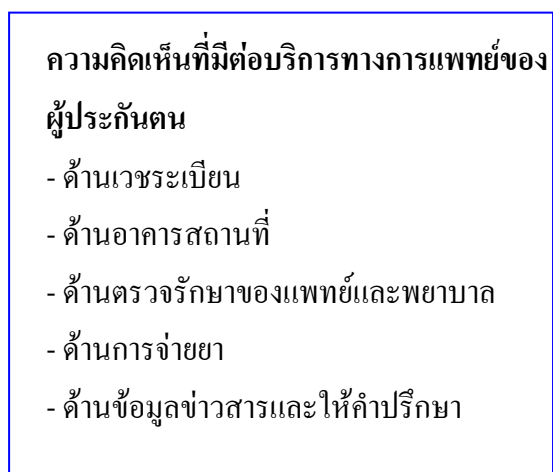 ความคิดเห็นที่มีต่อบริการทางการแพทย์ของ
ผู้ประกันตน
- ด้านเวชระเบียน
- ด้านอาคารสถานที่
- ด้านตรวจรักษาของแพทย์และพยาบาล
- ด้านการจ่ายยา
- ด้านข้อมูลข่าวสารและให้คำปรึกษา